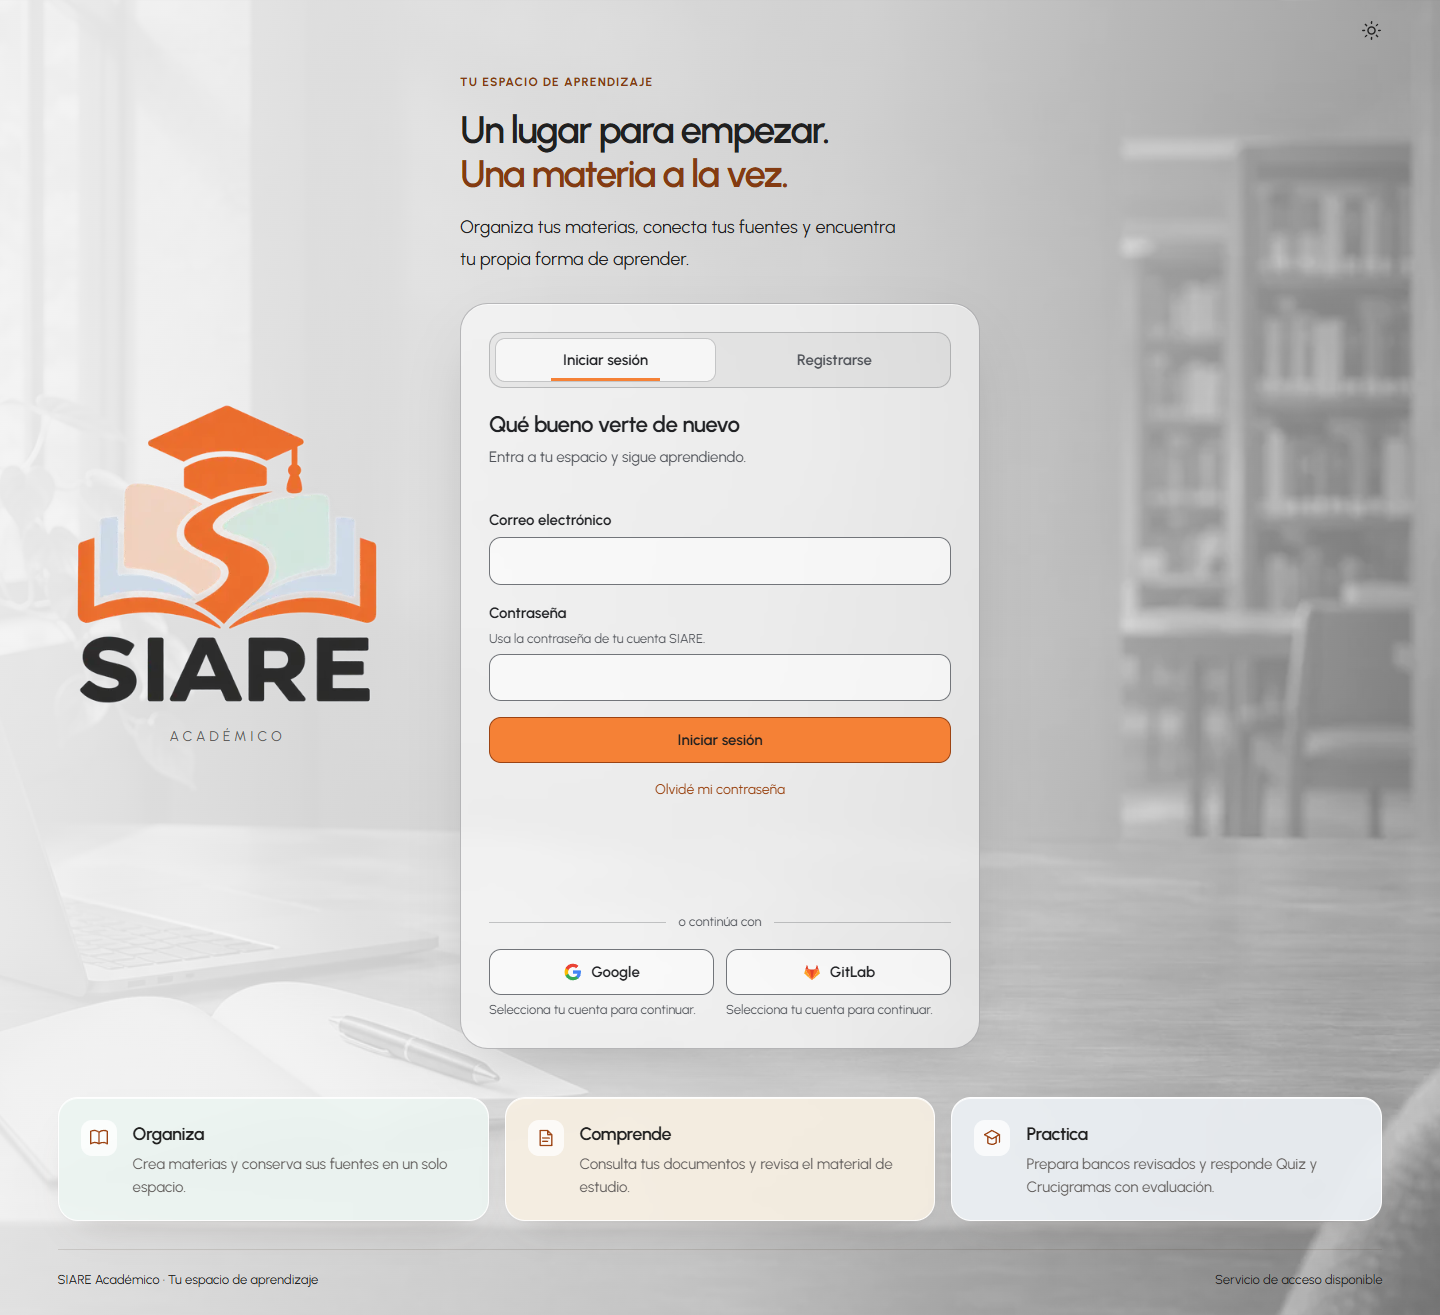 TU ESPACIO DE APRENDIZAJE
Un lugar para empezar.
Una materia a la vez.
Organiza tus materias, conecta tus fuentes y encuentra
tu propia forma de aprender.
SIARE
ACADÉMICO
Iniciar sesión
Registrarse
Qué bueno verte de nuevo
Entra a tu espacio y sigue aprendiendo.
Correo electrónico
Contraseña
Usa la contraseña de tu cuenta SIARE.
Iniciar sesión
Olvidé mi contraseña
o continúa con
Google
GitLab
Selecciona tu cuenta para continuar.
Selecciona tu cuenta para continuar.
Organiza
Crea materias y conserva sus fuentes en un solo
espacio.
Comprende
Consulta tus documentos y revisa el material de
estudio.
Practica
Prepara bancos revisados y responde Quiz y
Crucigramas con evaluación.
SIARE Académico · Tu espacio de aprendizaje
Servicio de acceso disponible